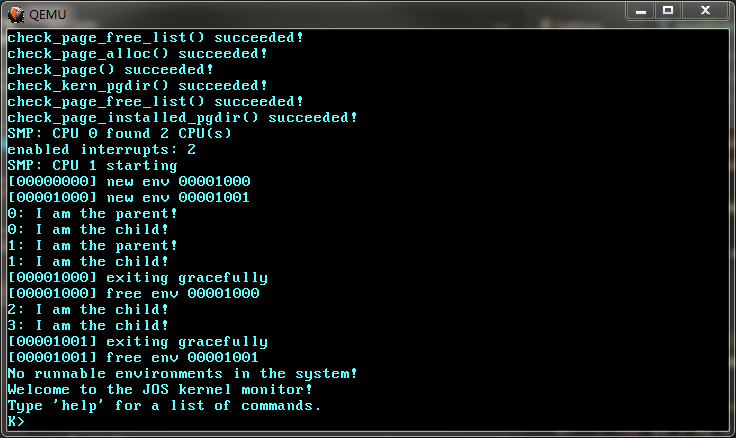 QEMU
check_page_free_list() succeeded!
check_page_alloc() succeeded!
check_page() succeeded!
check_kern_pgdir() succeeded!
check_page_free_list() succeeded!
check_page_installed_pgdir() succeeded!
SMP: CPU 0 found 2 CPU(s)
enabled interrupts: 2
SMP: CPU 1 starting
[00000000] new env 00001000
[00001000] new env 00001001
0: I am the parent!
0: I am the child!
1: I am the parent!
1: I am the child!
[00001000] exiting gracefully
[00001000] free env 00001000
2: I am the child!
3: I am the child!
[00001001] exiting gracefully
[00001001] free env 00001001
No runnable environments in the system!
Welcome to the JOS kernel monitor!
Type 'help' for a list of commands.
K>